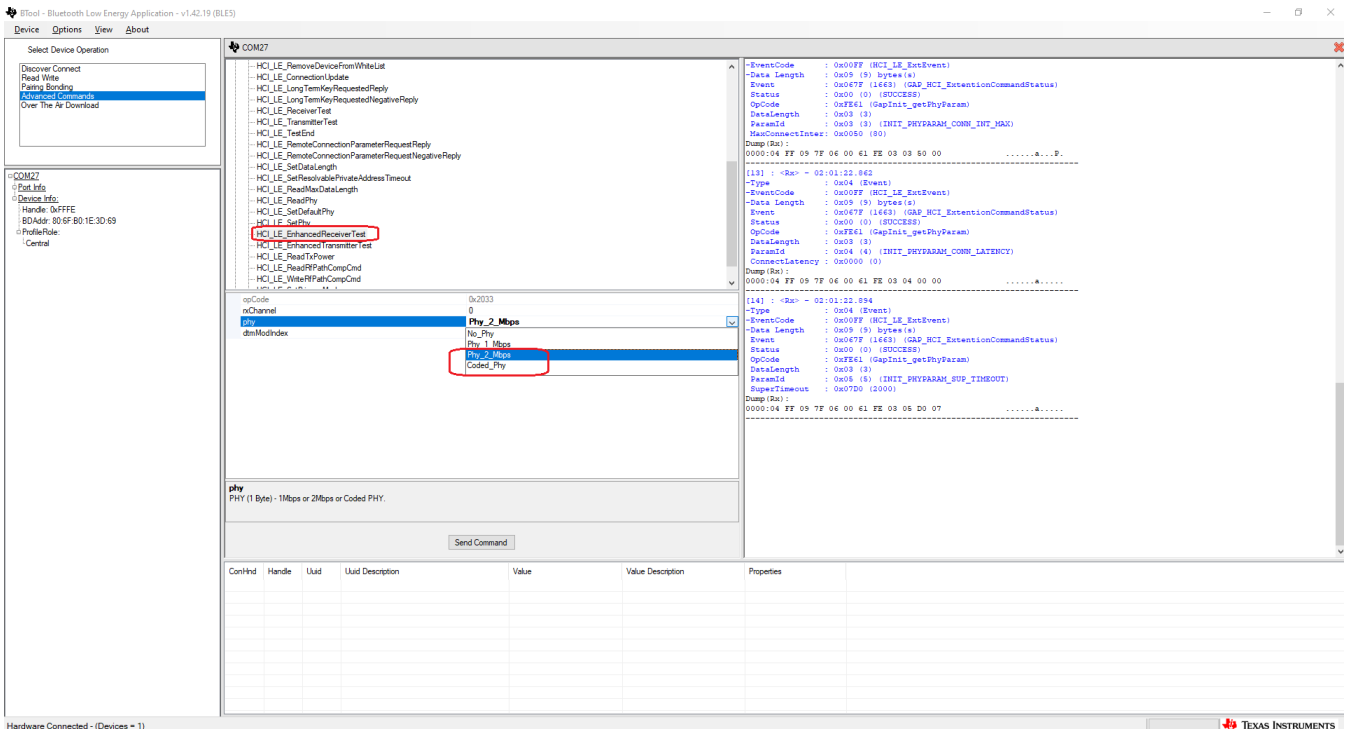 BTool - Bluetooth Low Energy Application - v1.42.19 (BLE5)
Device Options View About
Select Device Operation
Discover Connect
Read Write
Pairing Bonding
Advanced Commands
Over The Air Download
COM27
Port Info
Device Info:
Handle: 0xFFFE
BDAddr: 80:6F:B0:1E:3D:69
ProfileRole:
Central
COM27
HCI_LE_RemoveDeviceFromWhiteList
HCI_LE_ConnectionUpdate
HCI_LE_LongTermKeyRequestedReply
HCI_LE_LongTermKeyRequestedNegativeReply
HCI_LE_ReceiverTest
HCI_LE_TransmitterTest
HCI_LE_TestEnd
HCI_LE_RemoteConnectionParameterRequestReply
HCI_LE_RemoteConnectionParameterRequestNegativeReply
HCI_LE_SetDataLength
HCI_LE_SetResolvablePrivateAddressTimeout
HCI_LE_ReadMaxDataLength
HCI_LE_ReadPhy
HCI_LE_SetDefaultPhy
HCI_LE_SetPhy
HCI_LE_EnhancedReceiverTest
HCI_LE_EnhancedTransmitterTest
HCI_LE_ReadTxPower
HCI_LE_ReadRfPathCompCmd
HCI_LE_WriteRfPathCompCmd
opCode 0x2033
rxChannel 0
phy Phy_2_Mbps
dtmModIndex
No_Phy
Phy_1_Mbps
Phy_2_Mbps
Coded_Phy
phy
PHY (1 Byte) - 1Mbps or 2Mbps or Coded PHY.
Send Command
-EventCode : 0x00FF (HCI_LE_ExtEvent)
-Data Length : 0x09 (9) bytes(s)
Event : 0x067F (1663) (GAP_HCI_ExtentionCommandStatus)
Status : 0x00 (0) (SUCCESS)
OpCode : 0xFE61 (GapInit_getPhyParam)
DataLength : 0x03 (3)
ParamId : 0x03 (3) (INIT_PHYPARAM_CONN_INT_MAX)
MaxConnectInter: 0x0050 (80)
Dump(Rx):
0000:04 FF 09 7F 06 00 61 FE 03 03 50 00 ......a...P.
[13] : <Rx> - 02:01:22.862
-Type : 0x04 (Event)
-EventCode : 0x00FF (HCI_LE_ExtEvent)
-Data Length : 0x09 (9) bytes(s)
Event : 0x067F (1663) (GAP_HCI_ExtentionCommandStatus)
Status : 0x00 (0) (SUCCESS)
OpCode : 0xFE61 (GapInit_getPhyParam)
DataLength : 0x03 (3)
ParamId : 0x04 (4) (INIT_PHYPARAM_CONN_LATENCY)
ConnectLatency : 0x0000 (0)
Dump(Rx):
0000:04 FF 09 7F 06 00 61 FE 03 04 00 00 ......a.....
[14] : <Rx> - 02:01:22.894
-Type : 0x04 (Event)
-EventCode : 0x00FF (HCI_LE_ExtEvent)
-Data Length : 0x09 (9) bytes(s)
Event : 0x067F (1663) (GAP_HCI_ExtentionCommandStatus)
Status : 0x00 (0) (SUCCESS)
OpCode : 0xFE61 (GapInit_getPhyParam)
DataLength : 0x03 (3)
ParamId : 0x05 (5) (INIT_PHYPARAM_SUP_TIMEOUT)
SuperTimeout : 0x07D0 (2000)
Dump(Rx):
0000:04 FF 09 7F 06 00 61 FE 03 05 D0 07 ......a.....
ConHnd Handle Uuid Uuid Description Value Value Description Properties
Hardware Connected - (Devices = 1)
TEXAS INSTRUMENTS